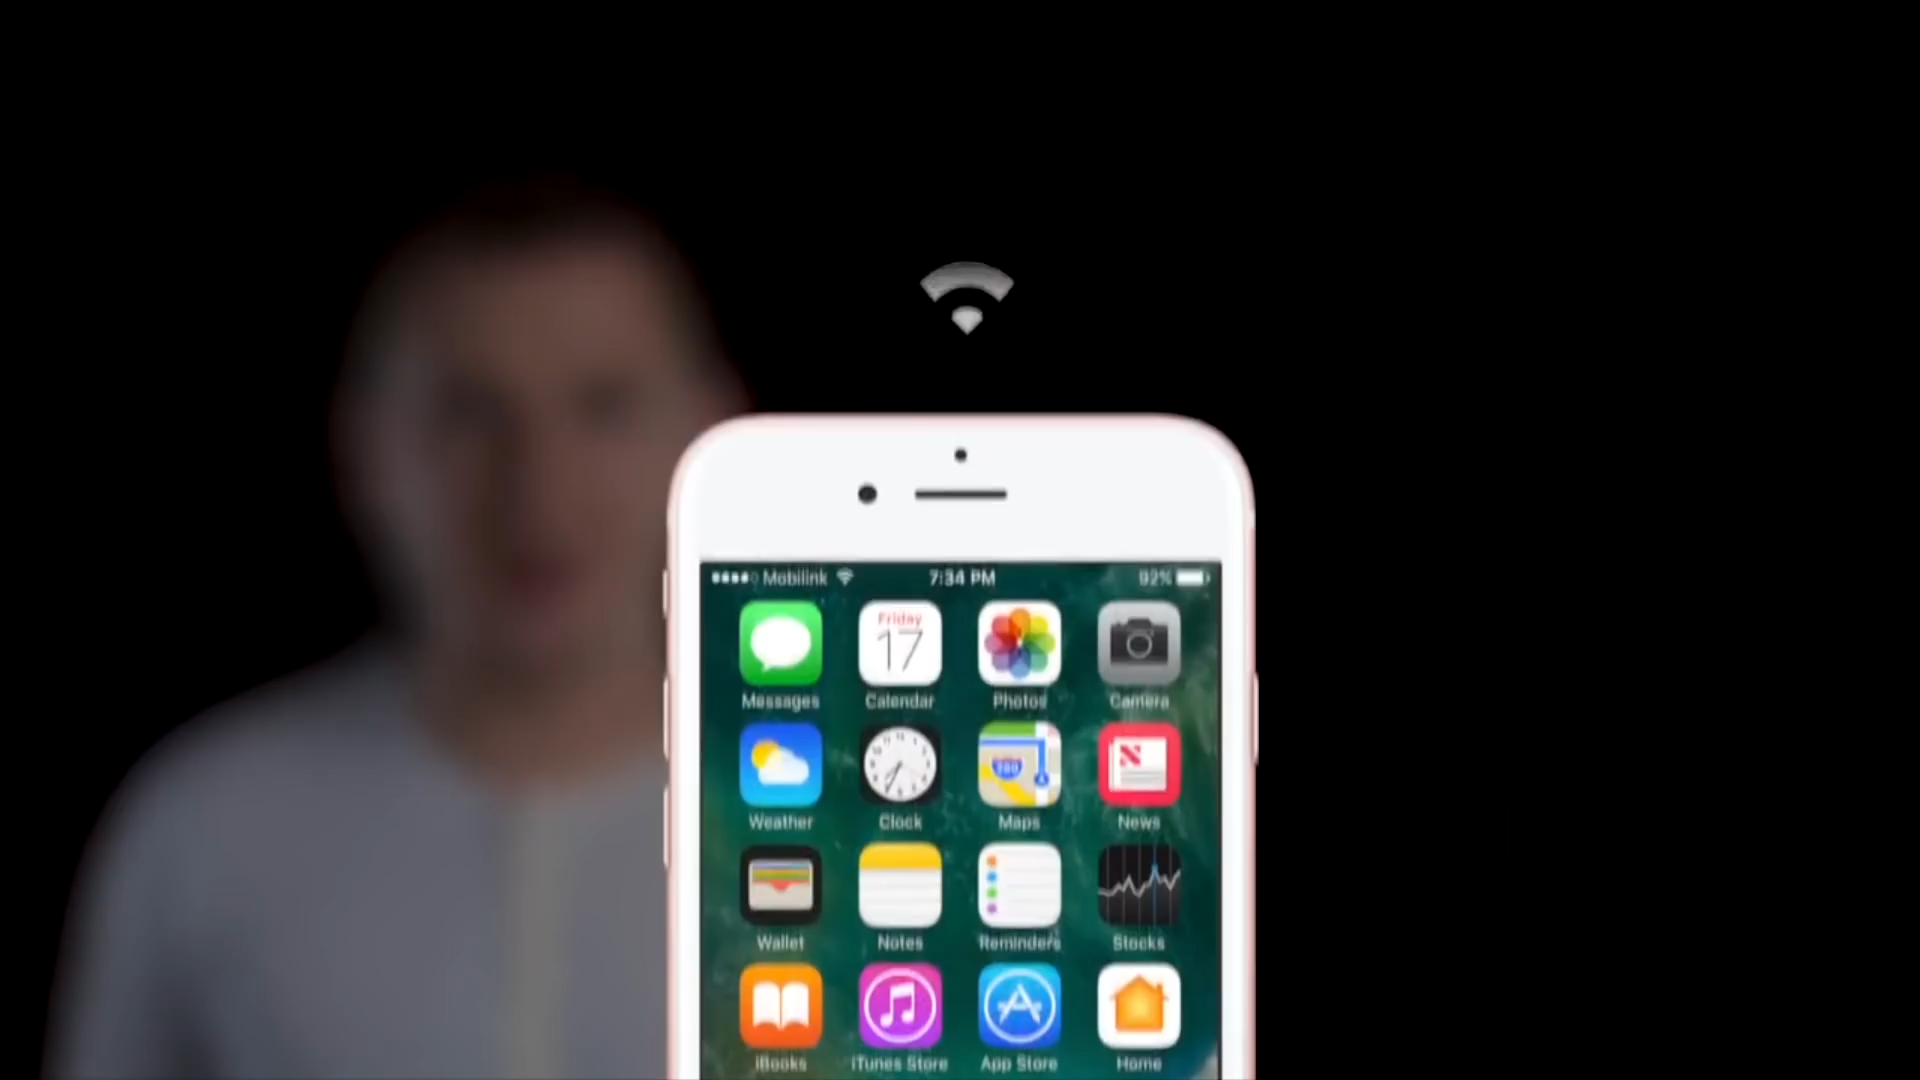 Mobilink 7:34 PM 92%
Friday
17
Messages Calendar Photos Camera
280
Weather Clock Maps News
Wallet Notes Reminders Stocks
iBooks iTunes Store App Store Home